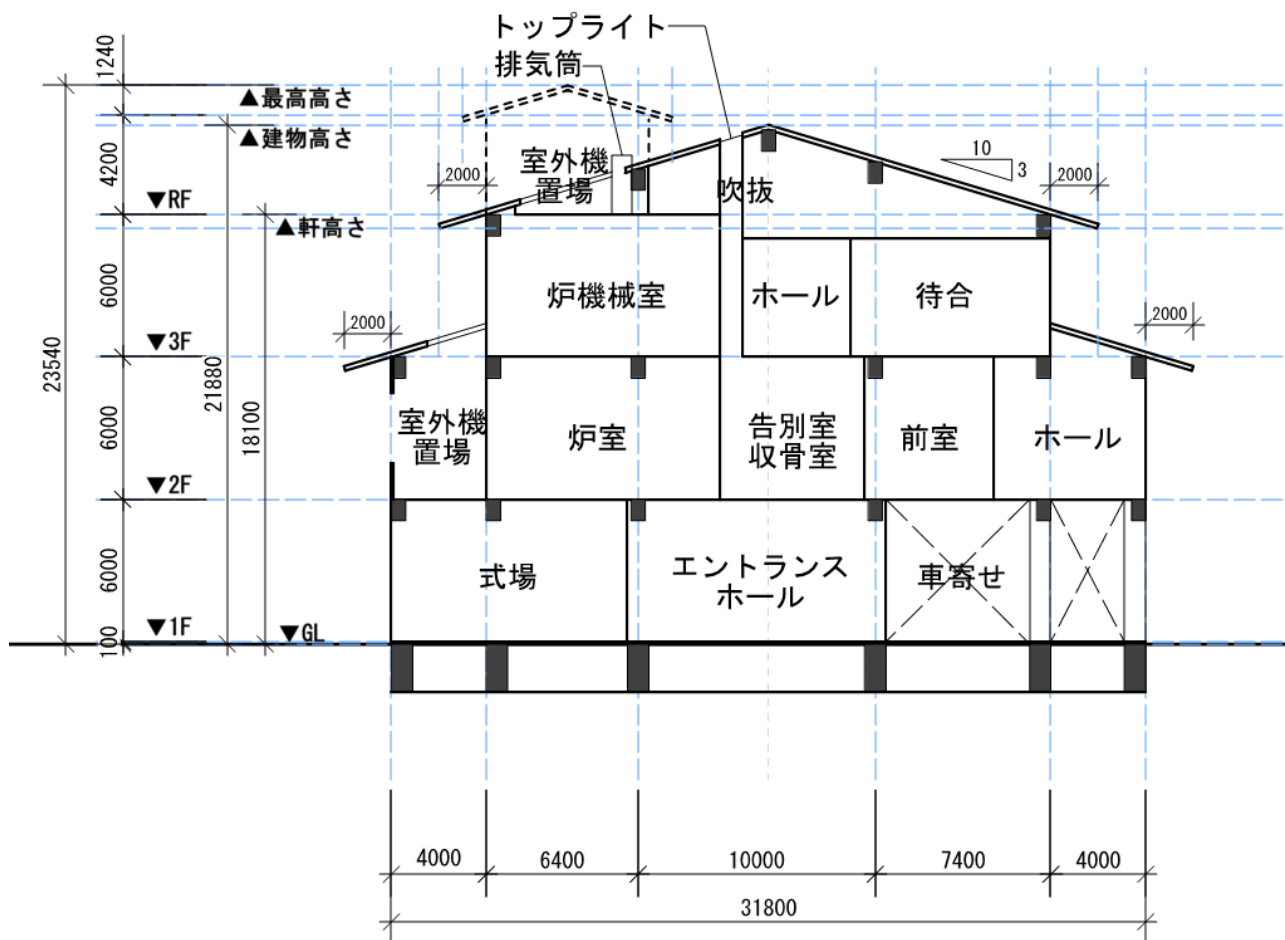 トップライト
排気筒
1240
▲最高高さ
▲建物高さ
4200
2000
室外機
置場
吹抜
10
3
2000
▼RF
▲軒高さ
6000
炉機械室
ホール
待合
2000
2000
▼3F
23540
21880
18100
6000
室外機
置場
炉室
告別室
収骨室
前室
ホール
▼2F
6000
式場
エントランス
ホール
車寄せ
▼1F
▼GL
100
4000
6400
10000
7400
4000
31800